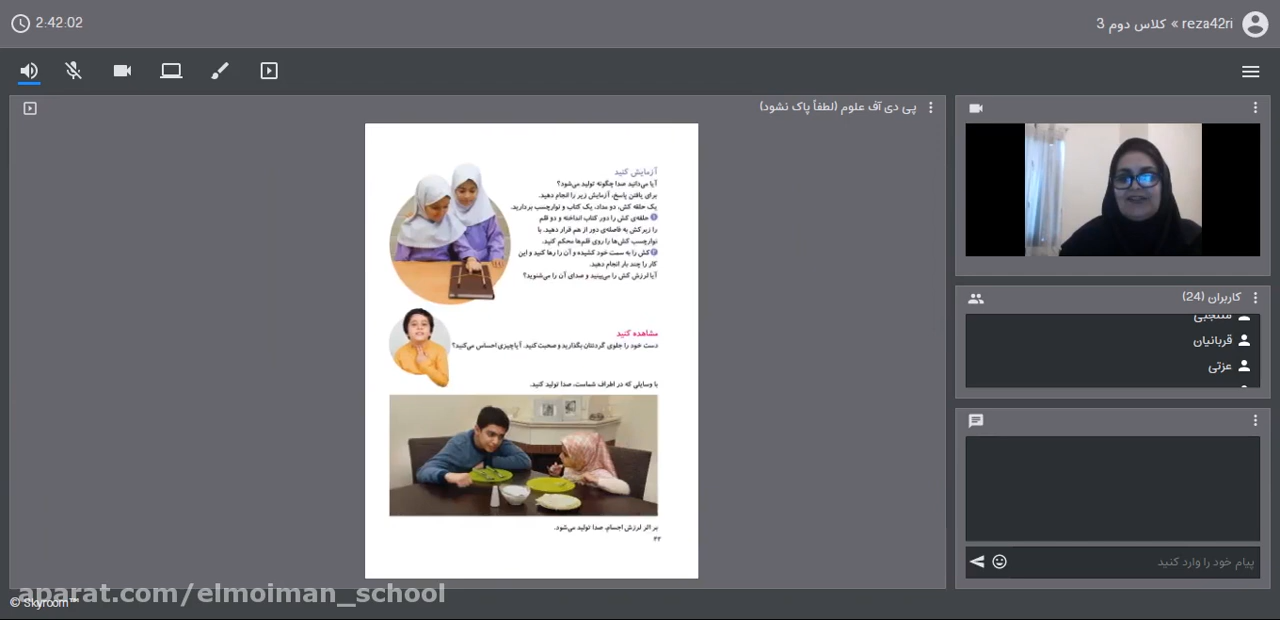 2:42:02
reza42ri » کلاس دوم 3
پی دی آف علوم (لطفاً پاک نشود)
آزمایش کنید
آیا می‌دانید صدا چگونه تولید می‌شود؟
برای یافتن پاسخ، آزمایش زیر را انجام دهید.
یک حلقه کش، دو مداد، یک کتاب و نوارچسب بردارید.
۱ حلقه‌ی کش را دور کتاب انداخته و دو قلم
را زیر کش به فاصله‌ی دور از هم قرار دهید. با
نوارچسب کش‌ها را روی قلم‌ها محکم کنید.
۲ کش را به سمت خود کشیده و آن را رها کنید و این
کار را چند بار انجام دهید.
آیا لرزش کش را می‌بینید و صدای آن را می‌شنوید؟
مشاهده کنید
دست خود را جلوی گردنتان بگذارید و صحبت کنید. آیا چیزی احساس می‌کنید؟
با وسایلی که در اطراف شماست، صدا تولید کنید.
بر اثر لرزش اجسام، صدا تولید می‌شود.
۴۳
کاربران (24)
منتجبی
قربانیان
عزتی
پیام خود را وارد کنید
aparat.com/elmoiman_school
© Skyroom™